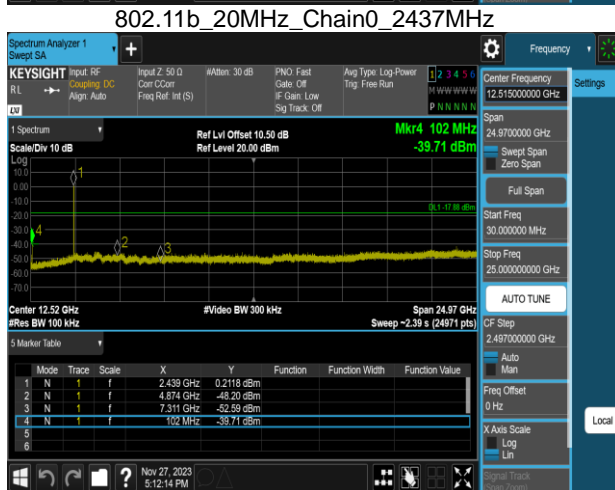 802.11b_20MHz_Chain0_2437MHz
Spectrum Analyzer 1
Swept SA
Frequency
KEYSIGHT
RL
Input: RF
Coupling: DC
Align: Auto
Input Z: 50 Ω
Corr CCorr
Freq Ref: Int (S)
#Atten: 30 dB
PNO: Fast
Gate: Off
IF Gain: Low
Sig Track: Off
Avg Type: Log-Power
Trig: Free Run
1 2 3 4 5 6
M W W W W W
P N N N N N
1 Spectrum
Scale/Div 10 dB
Ref Lvl Offset 10.50 dB
Ref Level 20.00 dBm
Mkr4 102 MHz
-39.71 dBm
Log
10.0
0.00
-10.0
-20.0
-30.0
-40.0
-50.0
-60.0
-70.0
1
2
3
4
DL1 -17.88 dBm
Center 12.52 GHz
#Res BW 100 kHz
#Video BW 300 kHz
Span 24.97 GHz
Sweep ~2.39 s (24971 pts)
5 Marker Table
Mode Trace Scale X Y Function Function Width Function Value
1 N 1 f 2.439 GHz 0.2118 dBm
2 N 1 f 4.874 GHz -48.20 dBm
3 N 1 f 7.311 GHz -52.59 dBm
4 N 1 f 102 MHz -39.71 dBm
5
6
Nov 27, 2023
5:12:14 PM
Center Frequency
12.515000000 GHz
Span
24.9700000 GHz
Swept Span
Zero Span
Full Span
Start Freq
30.000000 MHz
Stop Freq
25.000000000 GHz
AUTO TUNE
CF Step
2.497000000 GHz
Auto
Man
Freq Offset
0 Hz
X Axis Scale
Log
Lin
Signal Track
(Span Zoom)
Settings
Local